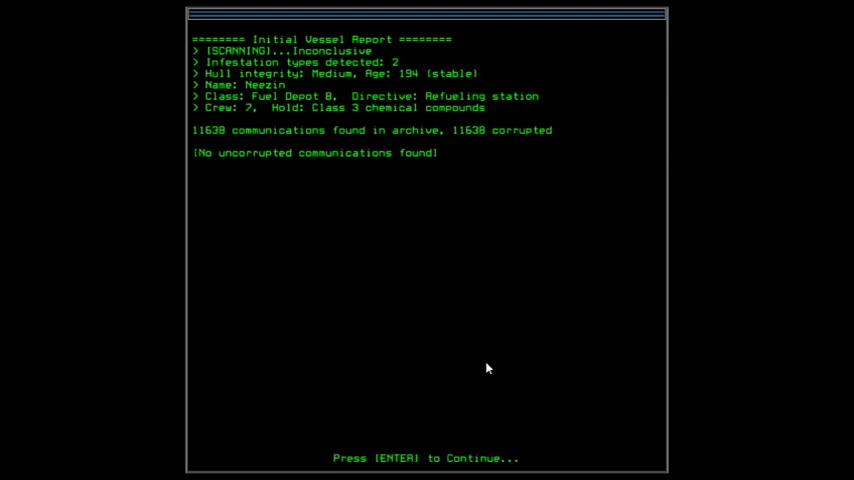 ======== Initial Vessel Report ========
> [SCANNING]...Inconclusive
> Infestation types detected: 2
> Hull integrity: Medium, Age: 194 (stable)
> Name: Neezin
> Class: Fuel Depot B,  Directive: Refueling station
> Crew: 7,  Hold: Class 3 chemical compounds
11638 communications found in archive, 11638 corrupted
[No uncorrupted communications found]
Press [ENTER] to Continue...